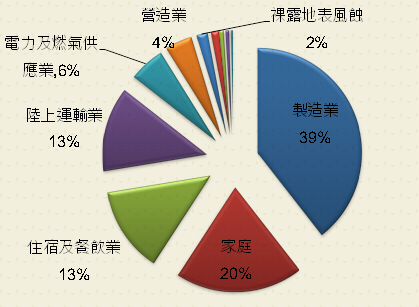 營造業
4%
裸露地表風蝕
2%
電力及燃氣供
應業,6%
製造業
39%
陸上運輸業
13%
住宿及餐飲業
13%
家庭
20%